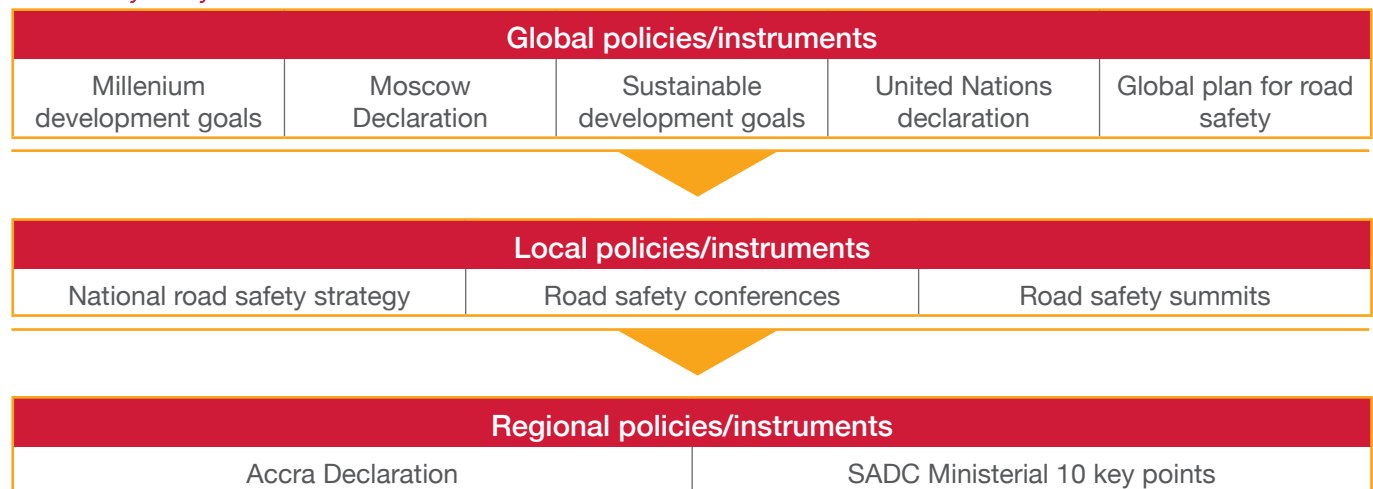 Global policies/instruments
Millenium
development goals
Moscow
Declaration
Sustainable
development goals
United Nations
declaration
Global plan for road
safety
Local policies/instruments
National road safety strategy
Road safety conferences
Road safety summits
Regional policies/instruments
Accra Declaration
SADC Ministerial 10 key points